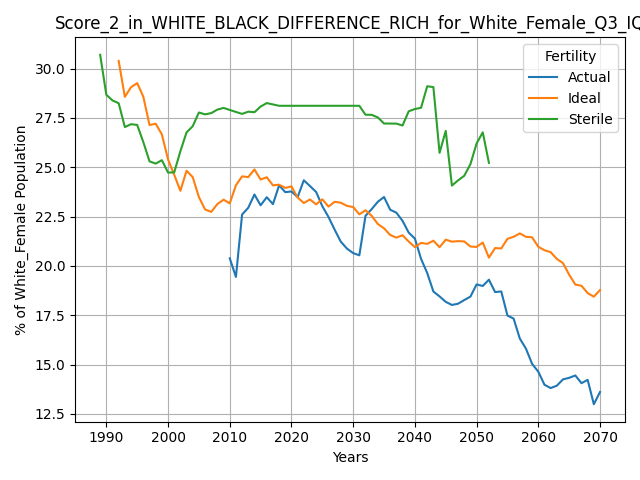 Score_2_in_WHITE_BLACK_DIFFERENCE_RICH_for_White_Female_Q3_IQ
Fertility
Actual
Ideal
Sterile
% of White_Female Population
30.0
27.5
25.0
22.5
20.0
17.5
15.0
12.5
1990 2000 2010 2020 2030 2040 2050 2060 2070
Years